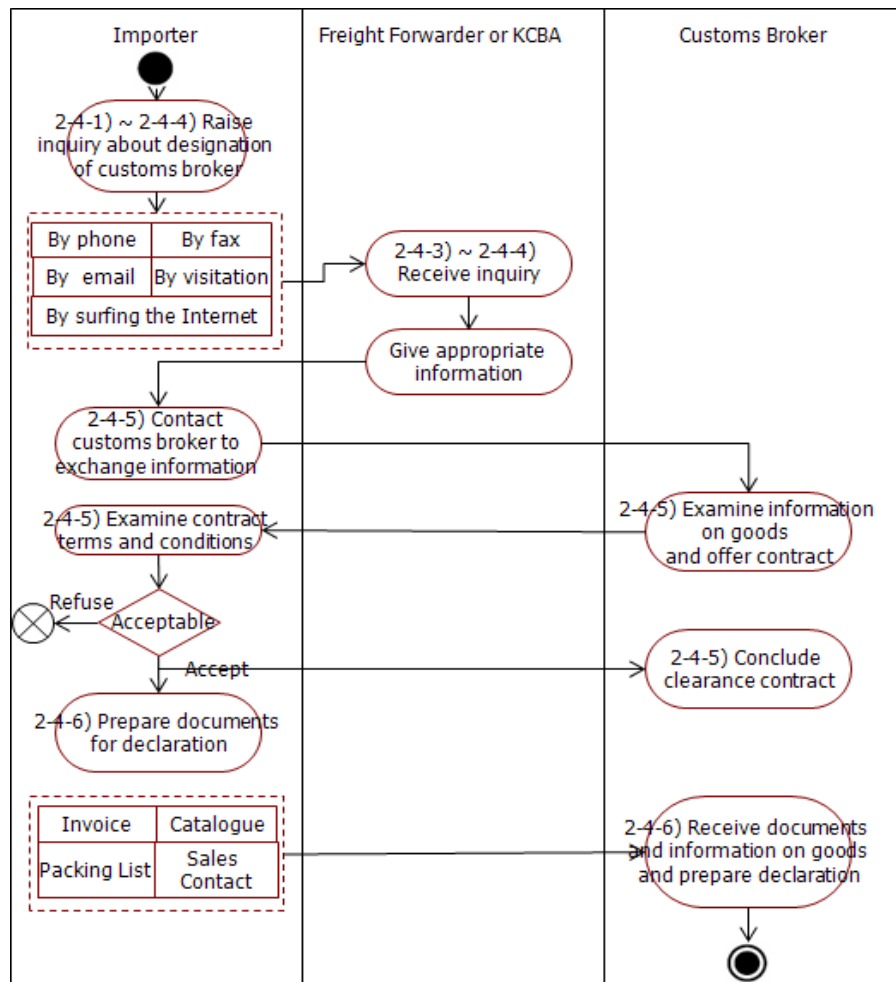 Importer
Freight Forwarder or KCBA
Customs Broker
2-4-1) ~ 2-4-4) Raise
inquiry about designation
of customs broker
By phone
By fax
By email
By visitation
By surfing the Internet
2-4-3) ~ 2-4-4)
Receive inquiry
Give appropriate
information
2-4-5) Contact
customs broker to
exchange information
2-4-5) Examine information
on goods
and offer contract
2-4-5) Examine contract
terms and conditions
Refuse
Acceptable
Accept
2-4-5) Conclude
clearance contract
2-4-6) Prepare documents
for declaration
Invoice
Catalogue
Packing List
Sales
Contact
2-4-6) Receive documents
and information on goods
and prepare declaration